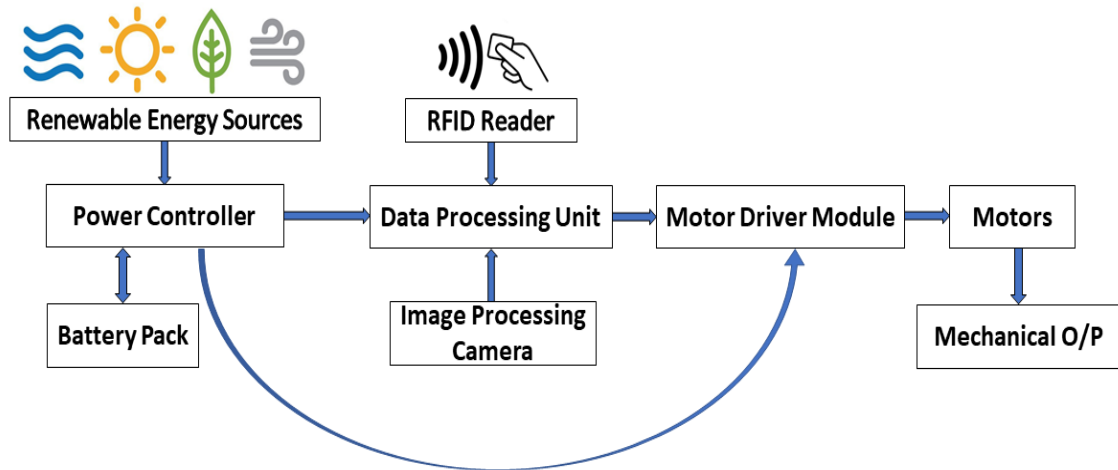 Renewable Energy Sources
RFID Reader
Power Controller
Data Processing Unit
Motor Driver Module
Motors
Battery Pack
Image Processing
Camera
Mechanical O/P